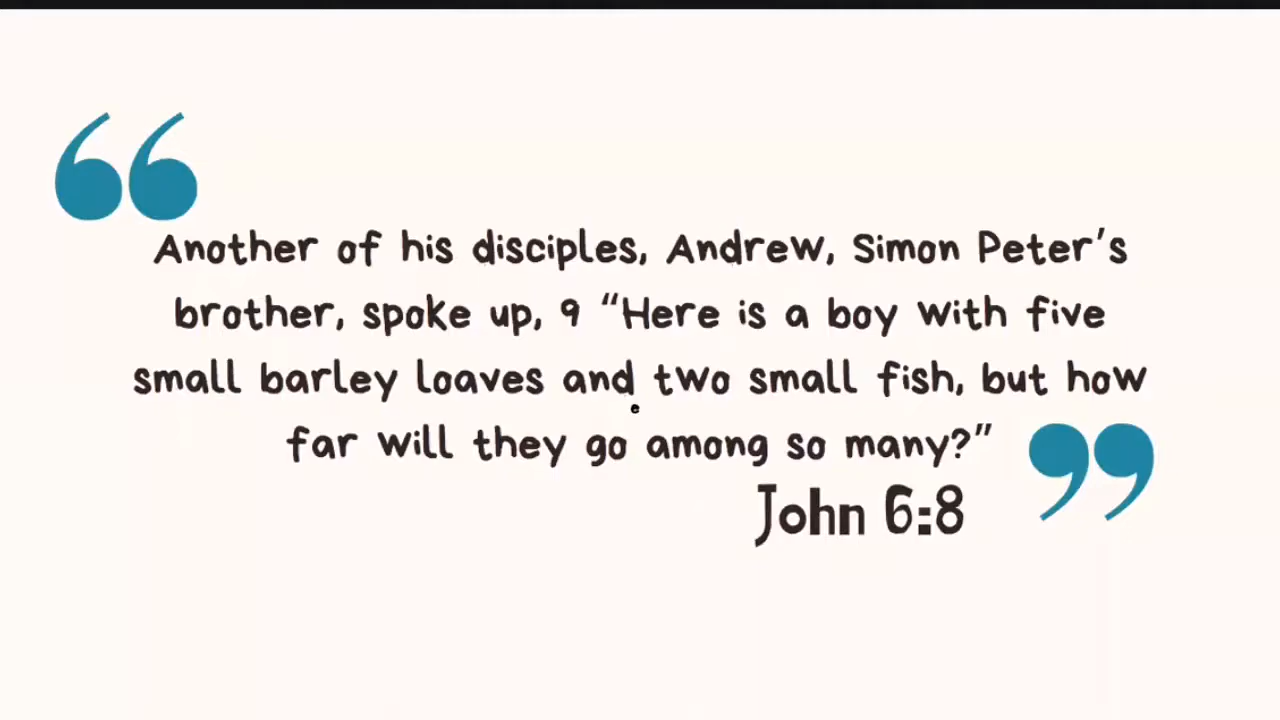 “
Another of his disciples, Andrew, Simon Peter’s
brother, spoke up, 9 “Here is a boy with five
small barley loaves and two small fish, but how
e
far will they go among so many?”
”
John 6:8